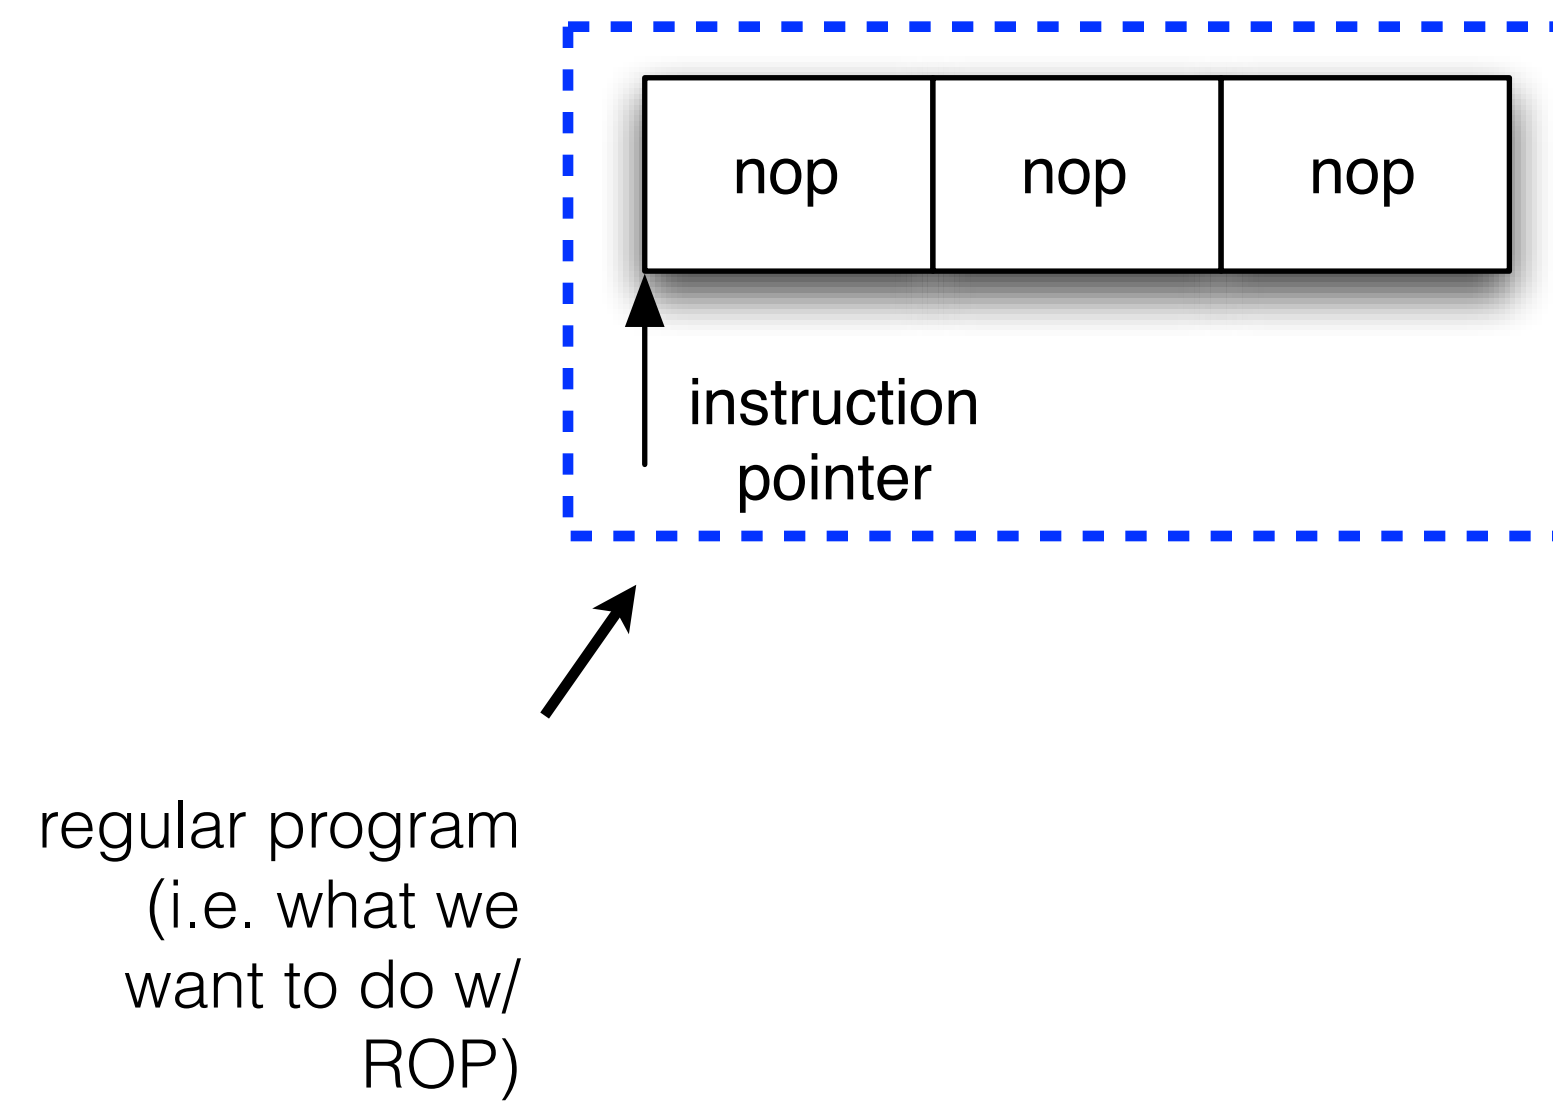 nop nop nop
instruction
pointer
regular program
(i.e. what we
want to do w/
ROP)